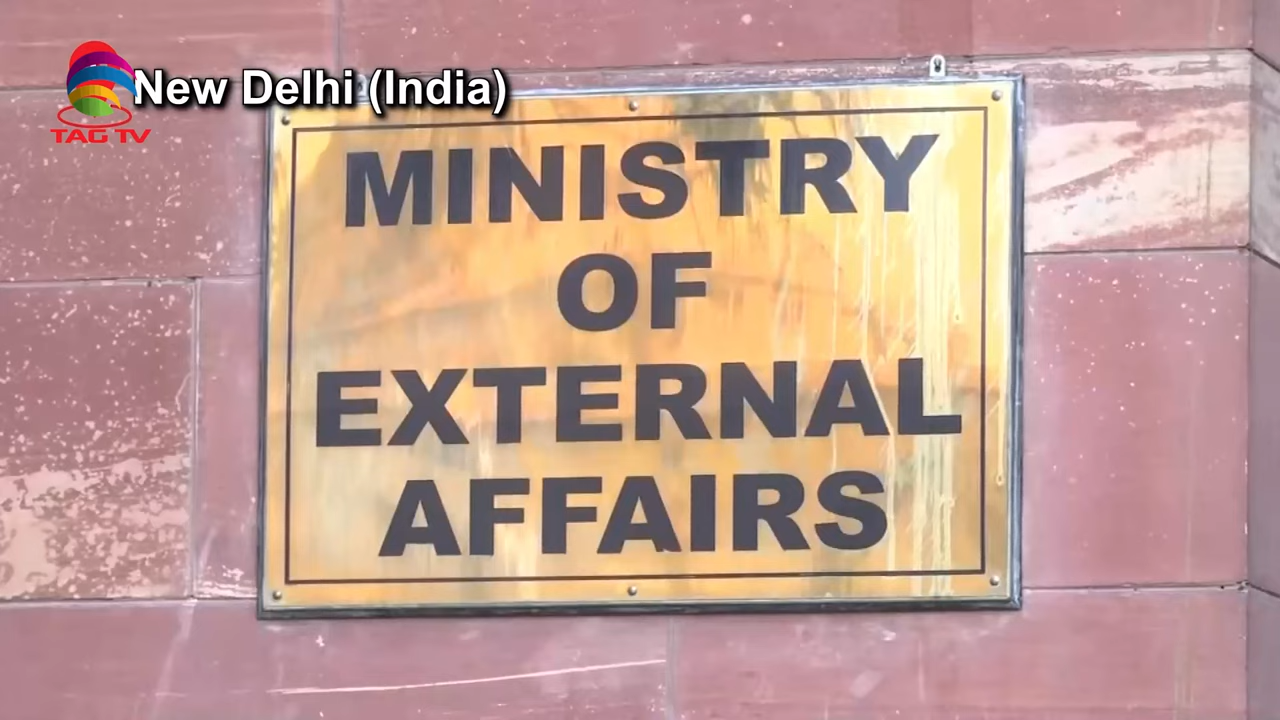 New Delhi (India)
TAG TV
MINISTRY
OF
EXTERNAL
AFFAIRS